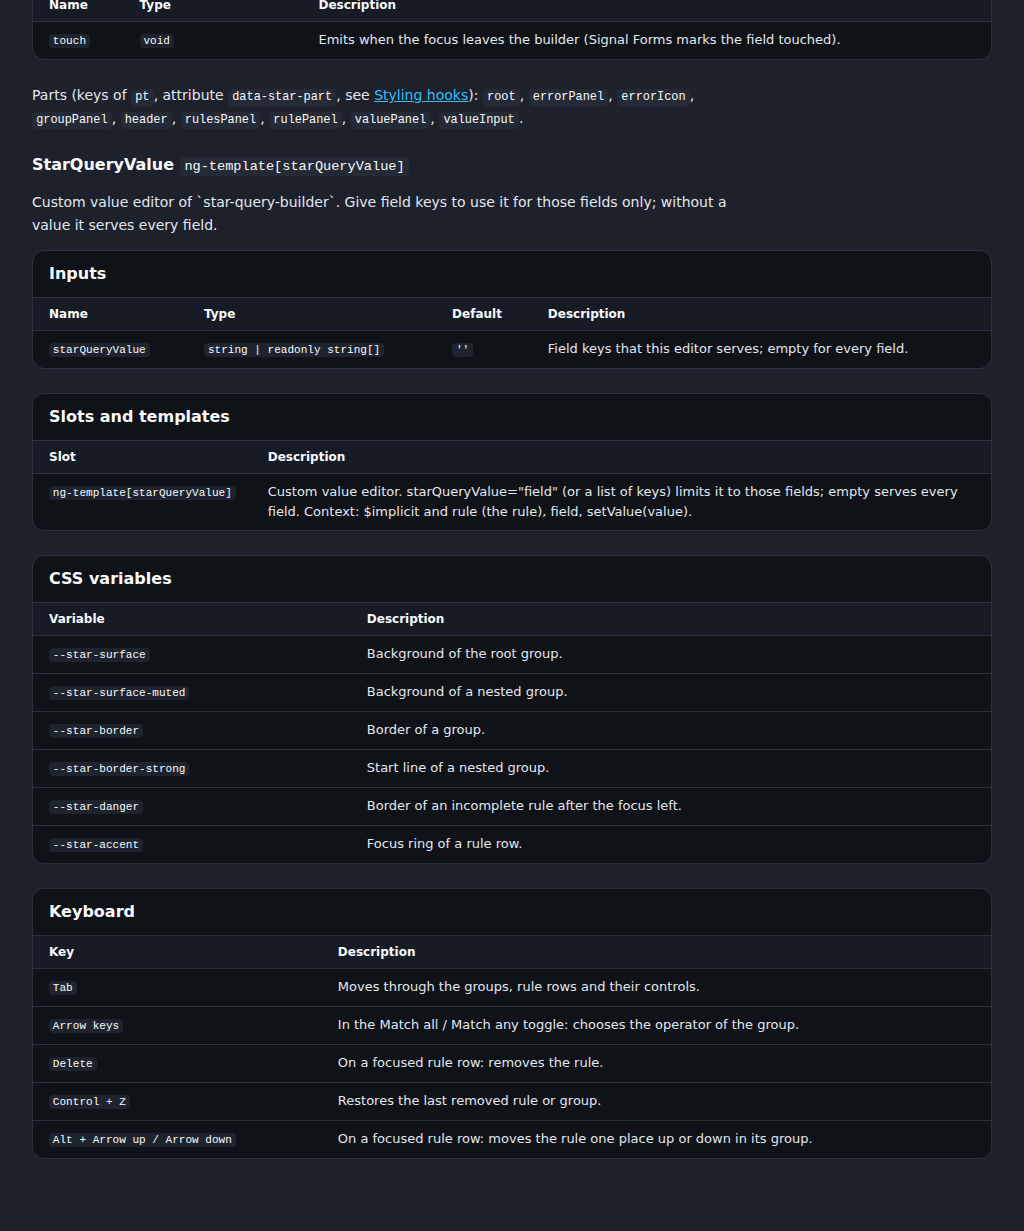 Name Type Description
touch void Emits when the focus leaves the builder (Signal Forms marks the field touched).
Parts (keys of pt, attribute data-star-part, see Styling hooks): root, errorPanel, errorIcon,
groupPanel, header, rulesPanel, rulePanel, valuePanel, valueInput.
StarQueryValue ng-template[starQueryValue]
Custom value editor of `star-query-builder`. Give field keys to use it for those fields only; without a
value it serves every field.
Inputs
Name Type Default Description
starQueryValue string | readonly string[] '' Field keys that this editor serves; empty for every field.
Slots and templates
Slot Description
ng-template[starQueryValue] Custom value editor. starQueryValue="field" (or a list of keys) limits it to those fields; empty serves every
field. Context: $implicit and rule (the rule), field, setValue(value).
CSS variables
Variable Description
--star-surface Background of the root group.
--star-surface-muted Background of a nested group.
--star-border Border of a group.
--star-border-strong Start line of a nested group.
--star-danger Border of an incomplete rule after the focus left.
--star-accent Focus ring of a rule row.
Keyboard
Key Description
Tab Moves through the groups, rule rows and their controls.
Arrow keys In the Match all / Match any toggle: chooses the operator of the group.
Delete On a focused rule row: removes the rule.
Control + Z Restores the last removed rule or group.
Alt + Arrow up / Arrow down On a focused rule row: moves the rule one place up or down in its group.